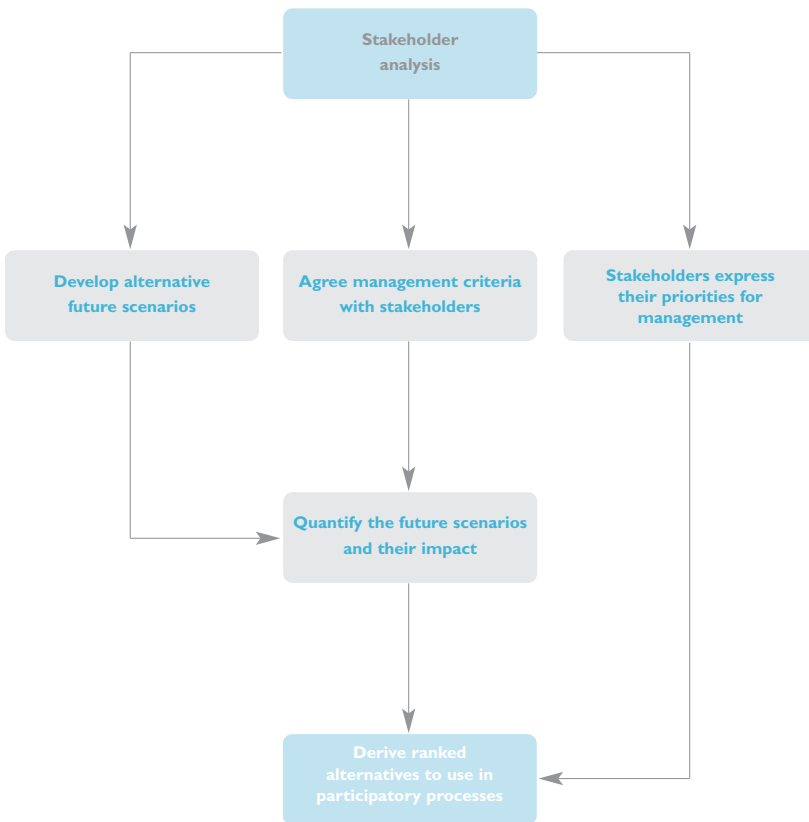 Stakeholder
analysis
Develop alternative
future scenarios
Agree management criteria
with stakeholders
Stakeholders express
their priorities for
management
Quantify the future scenarios
and their impact
Derive ranked
alternatives to use in
participatory processes